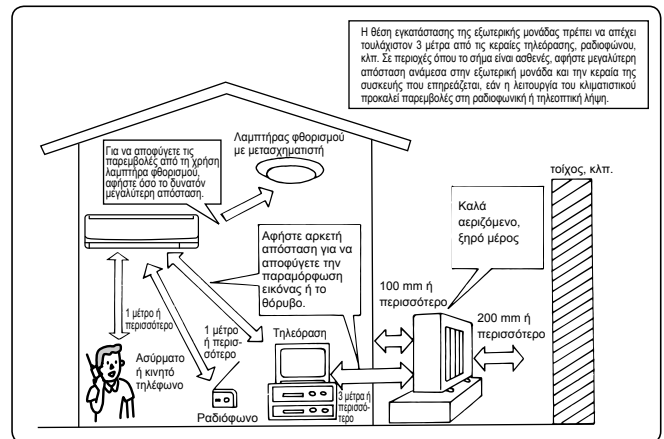 Η θέση εγκατάστασης της εξωτερικής μονάδας πρέπει να απέχει
τουλάχιστον 3 μέτρα από τις κεραίες τηλεόρασης, ραδιοφώνου,
κλπ. Σε περιοχές όπου το σήμα είναι ασθενές, αφήστε μεγαλύτερη
απόσταση ανάμεσα στην εξωτερική μονάδα και την κεραία της
συσκευής που επηρεάζεται, εάν η λειτουργία του κλιματιστικού
προκαλεί παρεμβολές στη ραδιοφωνική ή τηλεοπτική λήψη.
Λαμπτήρας φθορισμού
με μετασχηματιστή
Για να αποφύγετε τις
παρεμβολές από τη χρήση
λαμπτήρα φθορισμού,
αφήστε όσο το δυνατόν
μεγαλύτερη απόσταση.
τοίχος, κλπ.
Καλά
αεριζόμενο,
ξηρό μέρος
Αφήστε αρκετή
απόσταση για να
αποφύγετε την
παραμόρφωση
εικόνας ή το
θόρυβο.
100 mm ή
περισσότερο
200 mm ή
περισσότερο
1 μέτρο ή
περισσότερο
1 μέτρο
ή περισ-
σότερο
Τηλεόραση
Ασύρματο
ή κινητό
τηλέφωνο
Ραδιόφωνο
3 μέτρα ή
περισσό-
τερο